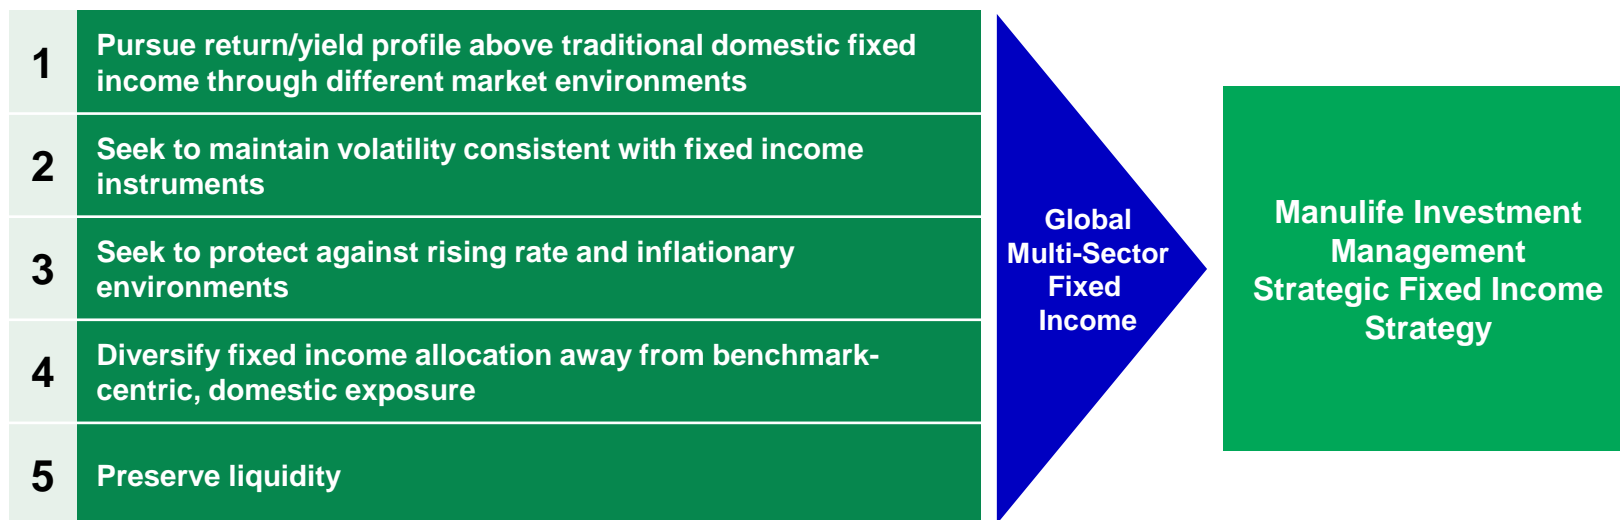 1
Pursue return/yield profile above traditional domestic fixed
income through different market environments
2
Seek to maintain volatility consistent with fixed income
instruments
3
Seek to protect against rising rate and inflationary
environments
4
Diversify fixed income allocation away from benchmark-
centric, domestic exposure
5
Preserve liquidity
Global
Multi-Sector
Fixed
Income
Manulife Investment
Management
Strategic Fixed Income
Strategy